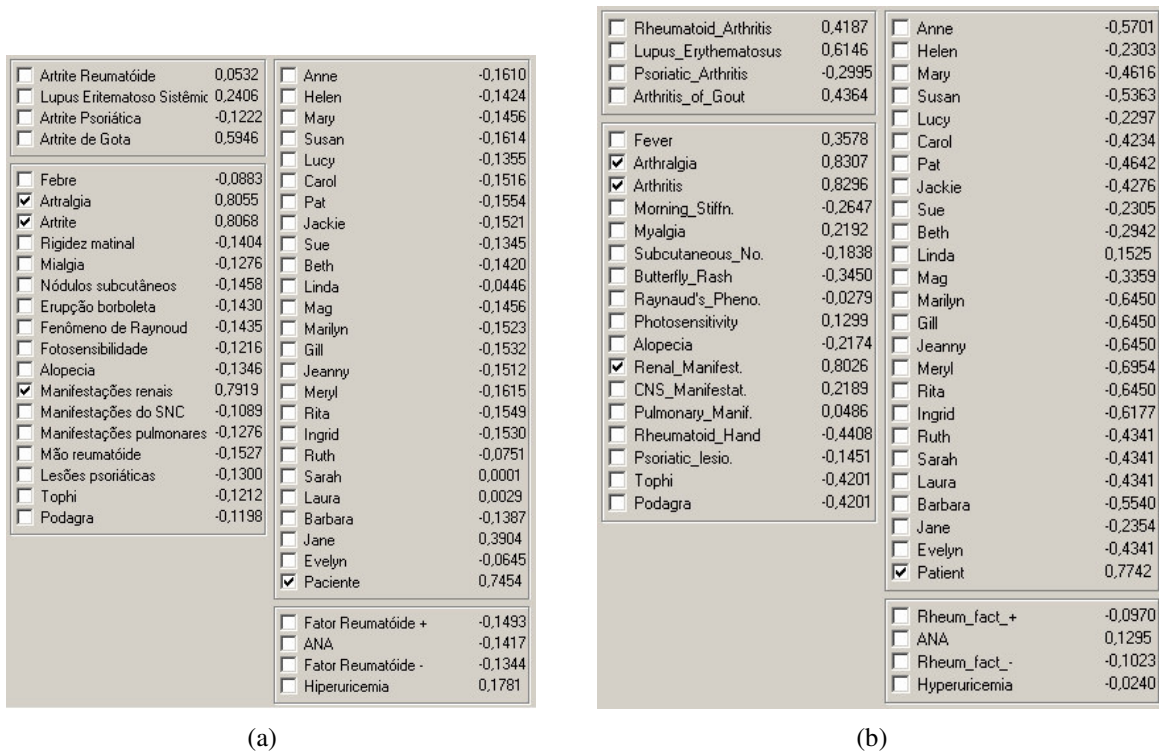 Artrite Reumatóide 0,0532
Lupus Eritematoso Sistêmic 0,2406
Artrite Psoriática -0,1222
Artrite de Gota 0,5946
Febre -0,0883
Artralgia 0,8055
Artrite 0,8068
Rigidez matinal -0,1404
Mialgia -0,1276
Nódulos subcutâneos -0,1458
Erupção borboleta -0,1430
Fenômeno de Raynoud -0,1435
Fotosensibilidade -0,1216
Alopecia -0,1346
Manifestações renais 0,7919
Manifestações do SNC -0,1089
Manifestações pulmonares -0,1276
Mão reumatóide -0,1527
Lesões psoriáticas -0,1300
Tophi -0,1212
Podagra -0,1198
Anne -0,1610
Helen -0,1424
Mary -0,1456
Susan -0,1614
Lucy -0,1355
Carol -0,1516
Pat -0,1554
Jackie -0,1521
Sue -0,1345
Beth -0,1420
Linda -0,0446
Mag -0,1456
Marilyn -0,1523
Gill -0,1532
Jeanny -0,1512
Meryl -0,1615
Rita -0,1549
Ingrid -0,1530
Ruth -0,0751
Sarah 0,0001
Laura 0,0029
Barbara -0,1387
Jane 0,3904
Evelyn -0,0645
Paciente 0,7454
Fator Reumatóide + -0,1493
ANA -0,1417
Fator Reumatóide - -0,1344
Hiperuricemia 0,1781
(a)
Rheumatoid_Arthritis 0,4187
Lupus_Erythematosus 0,6146
Psoriatic_Arthritis -0,2995
Arthritis_of_Gout 0,4364
Fever 0,3578
Arthralgia 0,8307
Arthritis 0,8296
Morning_Stiffn. -0,2647
Myalgia 0,2192
Subcutaneous_No. -0,1838
Butterfly_Rash -0,3450
Raynaud's_Pheno. -0,0279
Photosensitivity 0,1299
Alopecia -0,2174
Renal_Manifest. 0,8026
CNS_Manifestat. 0,2189
Pulmonary_Manif. 0,0486
Rheumatoid_Hand -0,4408
Psoriatic_lesio. -0,1451
Tophi -0,4201
Podagra -0,4201
Anne -0,5701
Helen -0,2303
Mary -0,4616
Susan -0,5363
Lucy -0,2297
Carol -0,4234
Pat -0,4642
Jackie -0,4276
Sue -0,2305
Beth -0,2942
Linda 0,1525
Mag -0,3359
Marilyn -0,6450
Gill -0,6450
Jeanny -0,6450
Meryl -0,6954
Rita -0,6450
Ingrid -0,6177
Ruth -0,4341
Sarah -0,4341
Laura -0,4341
Barbara -0,5540
Jane -0,2354
Evelyn -0,4341
Patient 0,7742
Rheum_fact_+ -0,0970
ANA 0,1295
Rheum_fact_- -0,1023
Hyperuricemia -0,0240
(b)